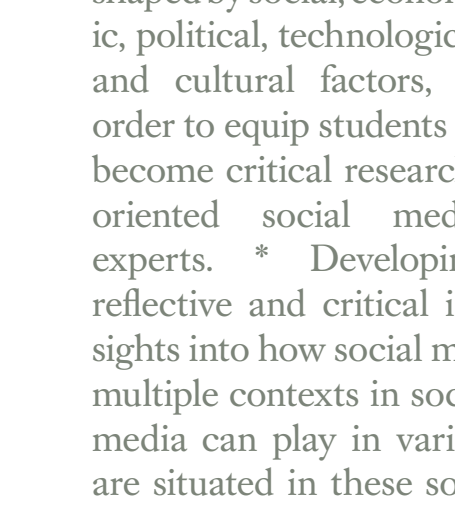 shaped by social, econom
ic, political, technologic
and cultural factors,
order to equip students
become critical researc
oriented social med
experts. * Developin
reflective and critical i
sights into how social m
multiple contexts in soc
media can play in vari
are situated in these so